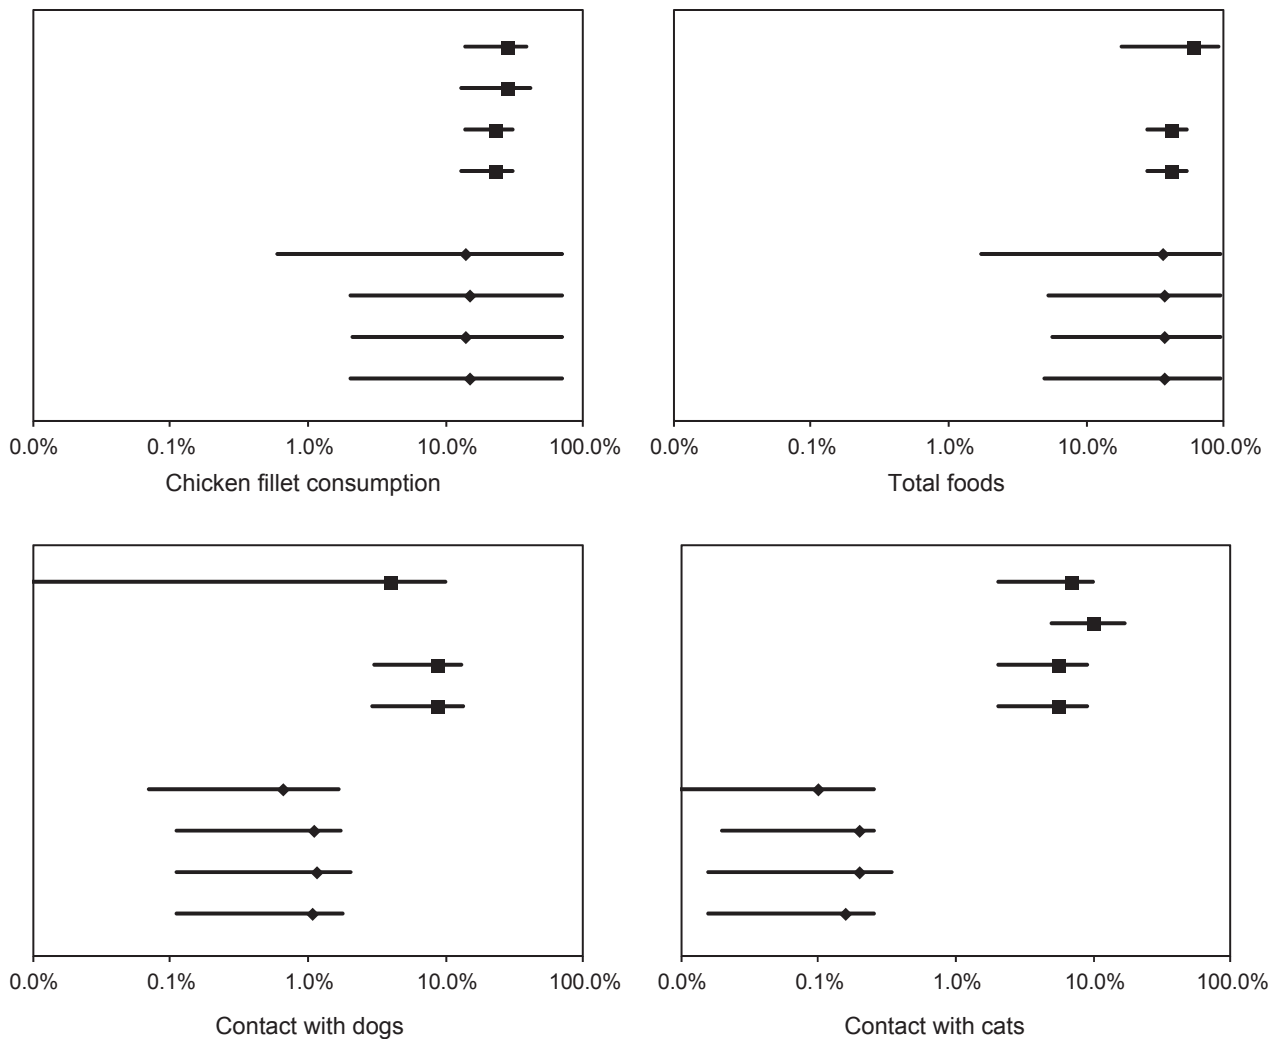 0.0% 0.1% 1.0% 10.0% 100.0%
Chicken fillet consumption
0.0% 0.1% 1.0% 10.0% 100.0%
Total foods
0.0% 0.1% 1.0% 10.0% 100.0%
Contact with dogs
0.0% 0.1% 1.0% 10.0% 100.0%
Contact with cats